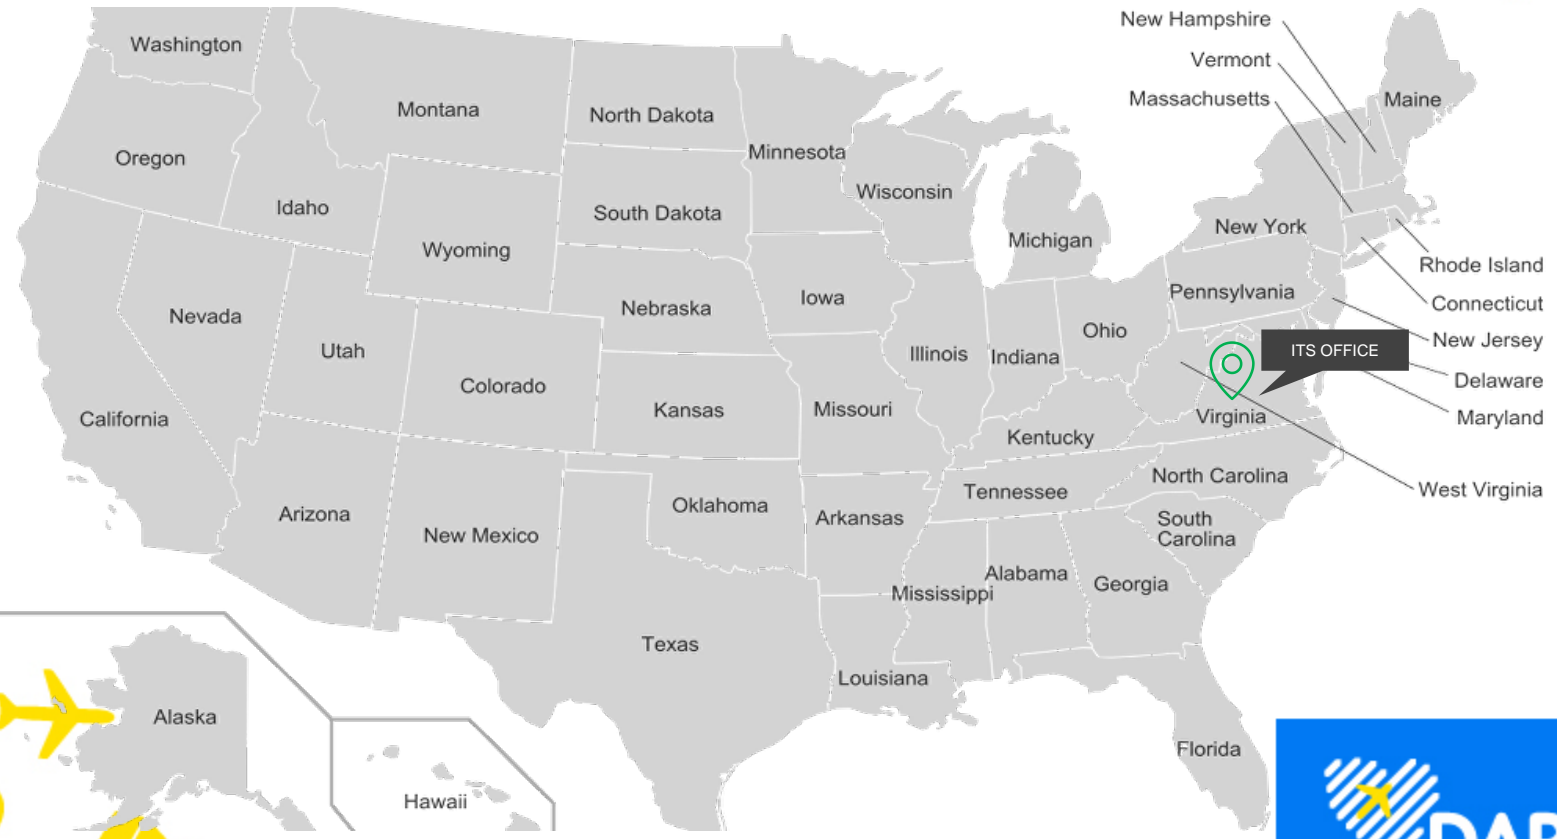 New Hampshire
Washington
Vermont
Massachusetts
Maine
Montana
North Dakota
Minnesota
Oregon
Wisconsin
Idaho
South Dakota
New York
Michigan
Wyoming
Rhode Island
Pennsylvania
Iowa
Connecticut
Nebraska
Nevada
Ohio
New Jersey
Utah
ITS OFFICE
Illinois
Indiana
Delaware
Colorado
Kansas
Missouri
Virginia
Maryland
California
Kentucky
North Carolina
West Virginia
Tennessee
Oklahoma
Arizona
Arkansas
South
Carolina
New Mexico
Alabama
Georgia
Mississippi
Texas
Louisiana
Alaska
Florida
Hawaii